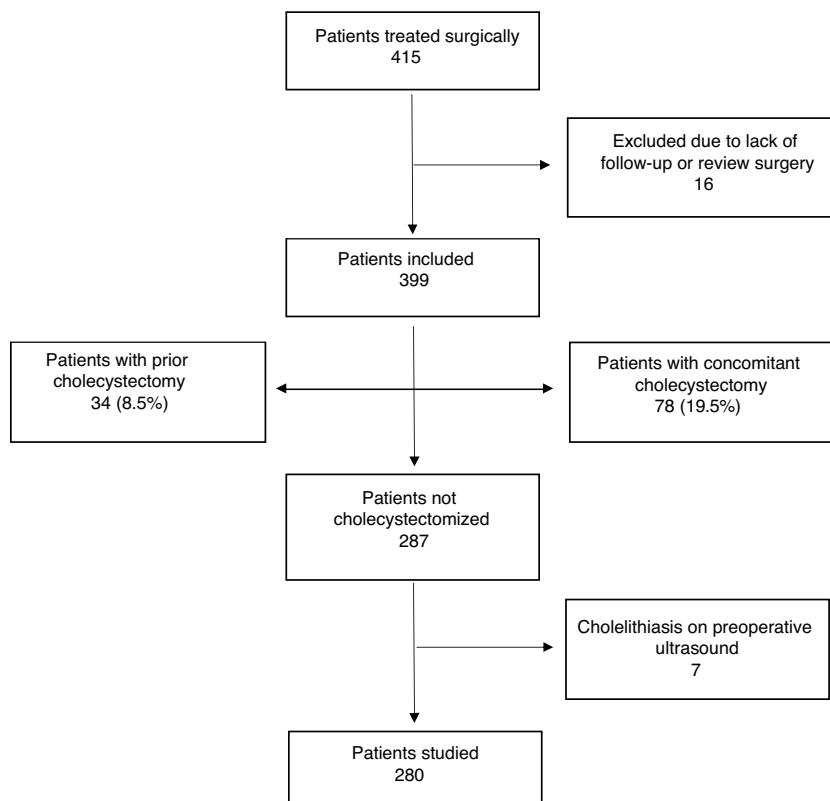 Patients treated surgically
415
Excluded due to lack of
follow-up or review surgery
16
Patients included
399
Patients with prior
cholecystectomy
34 (8.5%)
Patients with concomitant
cholecystectomy
78 (19.5%)
Patients not
cholecystectomized
287
Cholelithiasis on preoperative
ultrasound
7
Patients studied
280